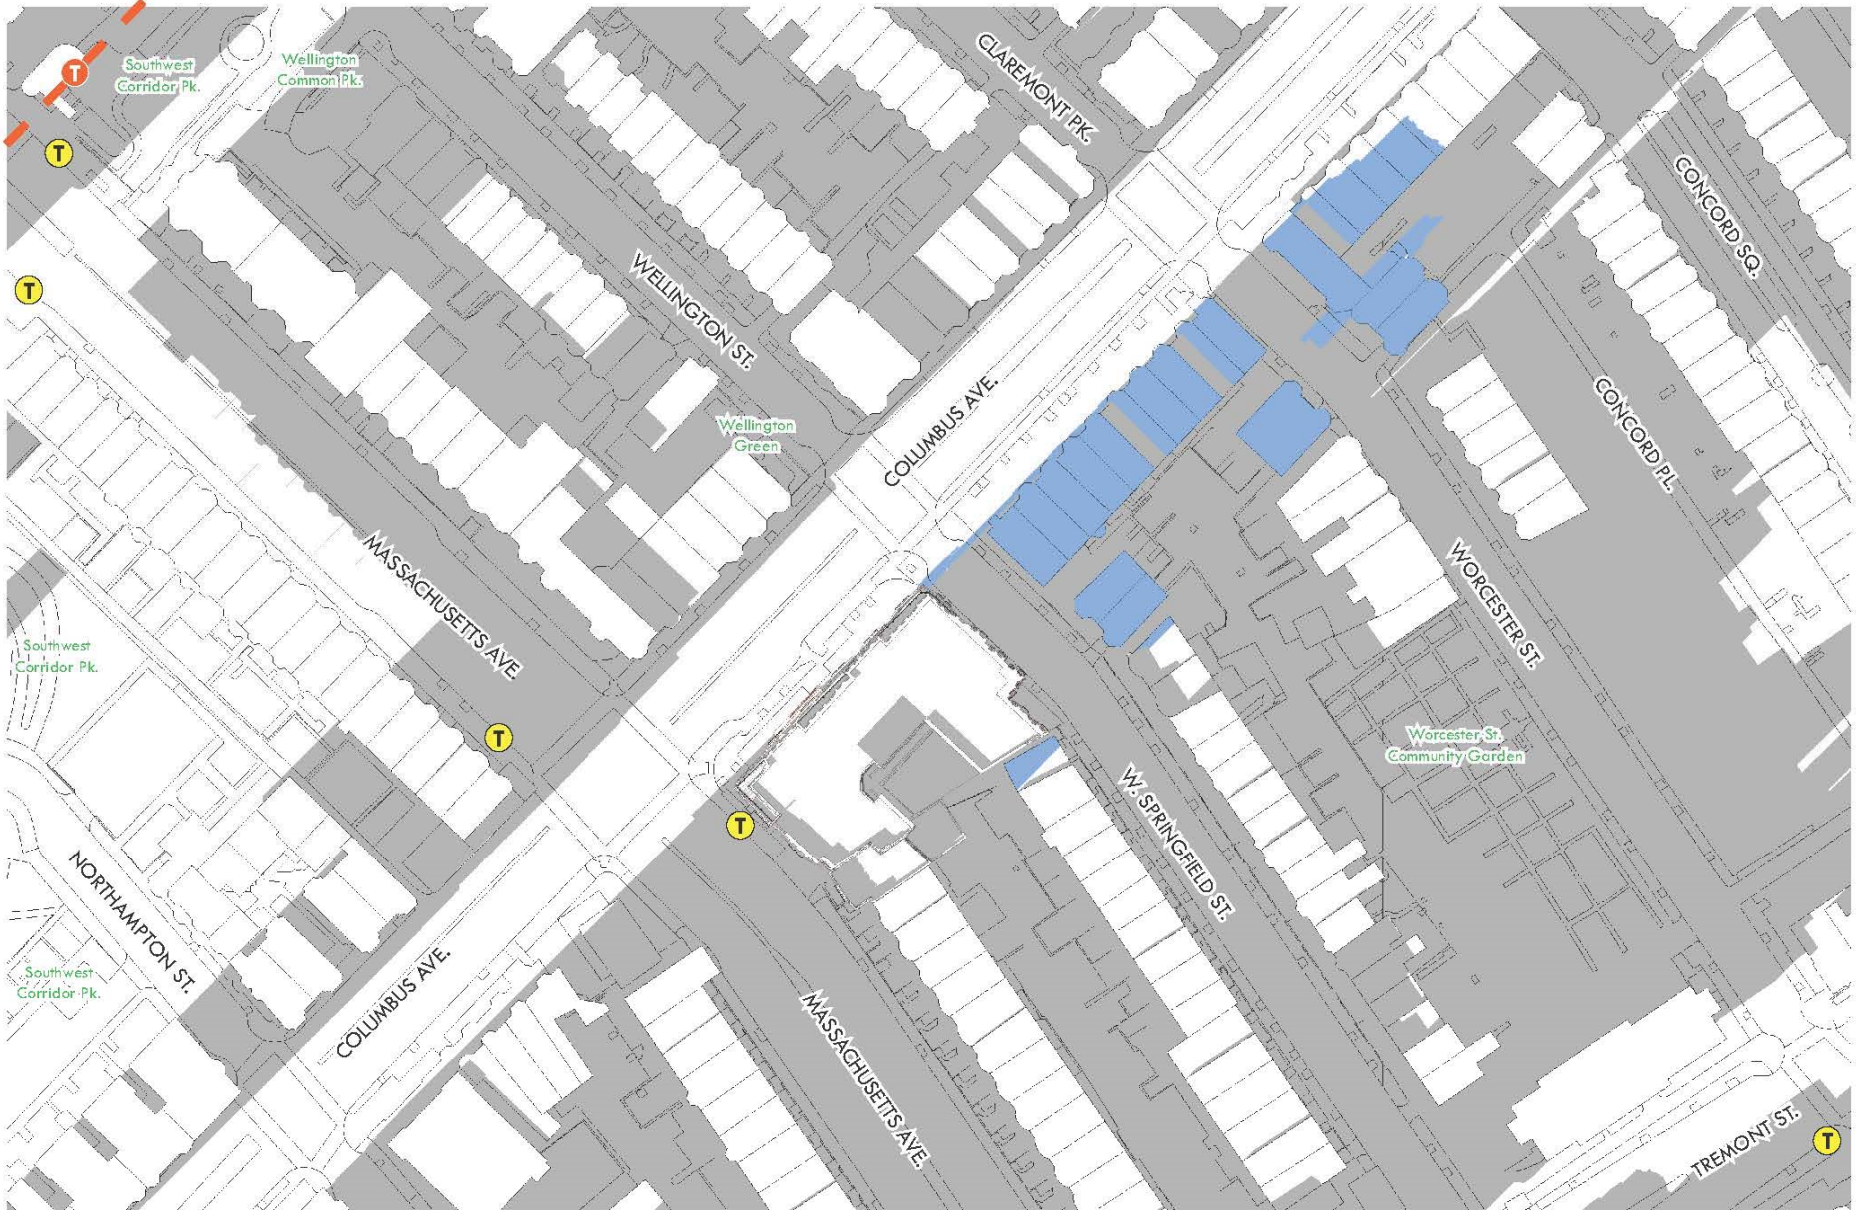 T
Southwest
Corridor Pk.
Wellington
Common Pk.
CLAREMONT PK.
T
CONCORD SQ.
T
WELLINGTON ST.
COLUMBUS AVE.
CONCORD PL.
Wellington
Green
MASSACHUSETTS AVE.
WORCESTER ST.
Southwest
Corridor Pk.
T
Worcester St.
Community Garden
T
W. SPRINGFIELD ST.
NORTHAMPTON ST.
COLUMBUS AVE.
Southwest
Corridor Pk.
MASSACHUSETTS AVE.
TREMONT ST.
T